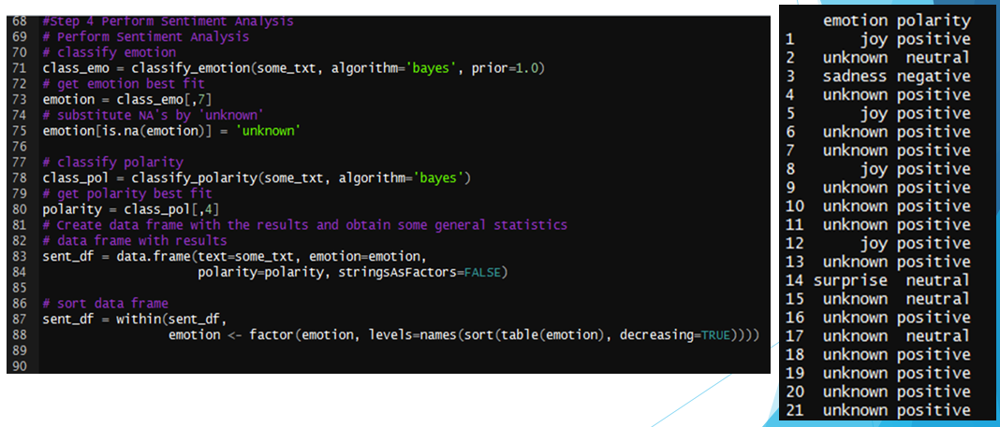 68 #Step 4 Perform Sentiment Analysis
69 # Perform Sentiment Analysis
70 # classify emotion
71 class_emo = classify_emotion(some_txt, algorithm='bayes', prior=1.0)
72 # get emotion best fit
73 emotion = class_emo[,7]
74 # substitute NA's by 'unknown'
75 emotion[is.na(emotion)] = 'unknown'
76
77 # classify polarity
78 class_pol = classify_polarity(some_txt, algorithm='bayes')
79 # get polarity best fit
80 polarity = class_pol[,4]
81 # Create data frame with the results and obtain some general statistics
82 # data frame with results
83 sent_df = data.frame(text=some_txt, emotion=emotion,
84 polarity=polarity, stringsAsFactors=FALSE)
85
86 # sort data frame
87 sent_df = within(sent_df,
88 emotion <- factor(emotion, levels=names(sort(table(emotion), decreasing=TRUE))))
89
90
emotion polarity
1 joy positive
2 unknown neutral
3 sadness negative
4 unknown positive
5 joy positive
6 unknown positive
7 unknown positive
8 joy positive
9 unknown positive
10 unknown positive
11 unknown positive
12 joy positive
13 unknown positive
14 surprise neutral
15 unknown neutral
16 unknown positive
17 unknown neutral
18 unknown positive
19 unknown positive
20 unknown positive
21 unknown positive